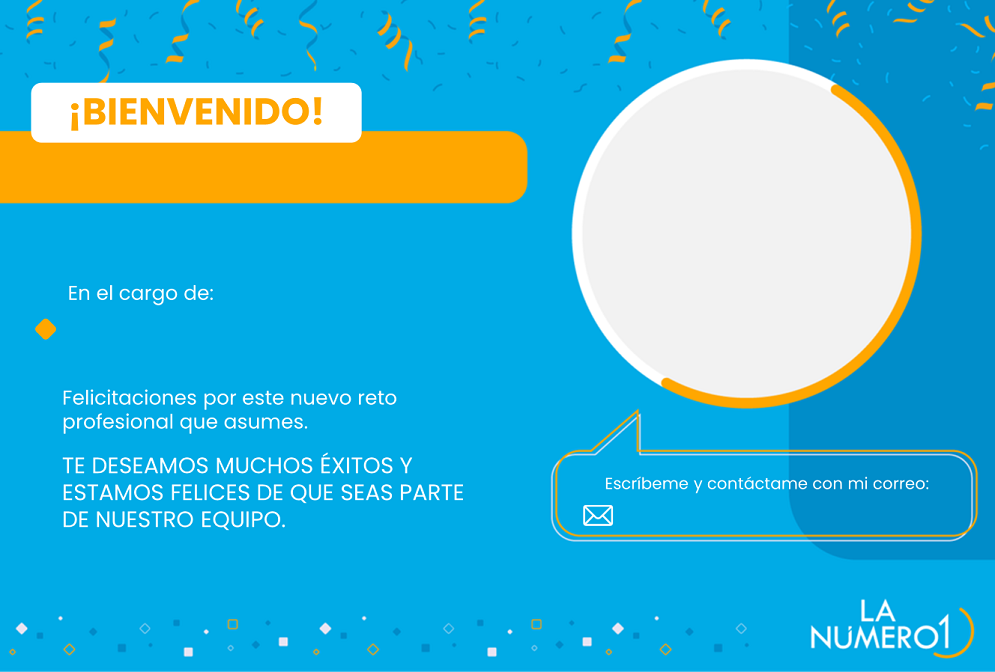 ¡BIENVENIDO!
En el cargo de:
Felicitaciones por este nuevo reto
profesional que asumes.
TE DESEAMOS MUCHOS ÉXITOS Y
ESTAMOS FELICES DE QUE SEAS PARTE
DE NUESTRO EQUIPO.
Escríbeme y contáctame con mi correo:
LA
NÚMERO1